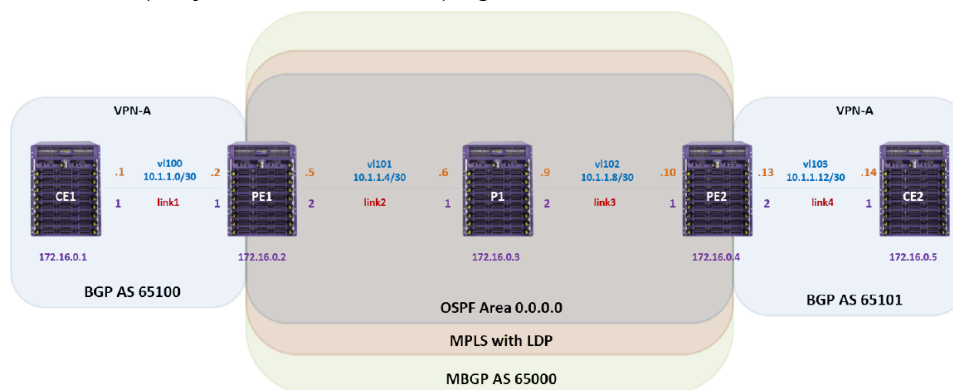 VPN-A
VPN-A
vl100
10.1.1.0/30
vl101
10.1.1.4/30
vl102
10.1.1.8/30
vl103
10.1.1.12/30
.1
.2
.5
.6
.9
.10
.13
.14
CE1
PE1
P1
PE2
CE2
1
link1
1
2
link2
1
2
link3
1
2
link4
1
172.16.0.1
172.16.0.2
172.16.0.3
172.16.0.4
172.16.0.5
BGP AS 65100
OSPF Area 0.0.0.0
BGP AS 65101
MPLS with LDP
MBGP AS 65000